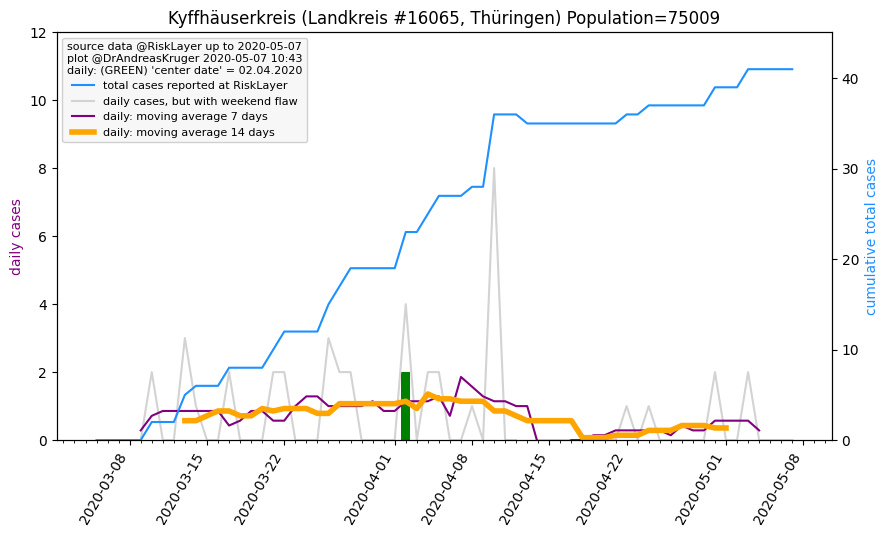 Kyffhäuserkreis (Landkreis #16065, Thüringen) Population=75009
source data @RiskLayer up to 2020-05-07
plot @DrAndreasKruger 2020-05-07 10:43
daily: (GREEN) 'center date' = 02.04.2020
total cases reported at RiskLayer
daily cases, but with weekend flaw
daily: moving average 7 days
daily: moving average 14 days
daily cases
12
10
8
6
4
2
0
cumulative total cases
40
30
20
10
0
2020-03-08
2020-03-15
2020-03-22
2020-04-01
2020-04-08
2020-04-15
2020-04-22
2020-05-01
2020-05-08